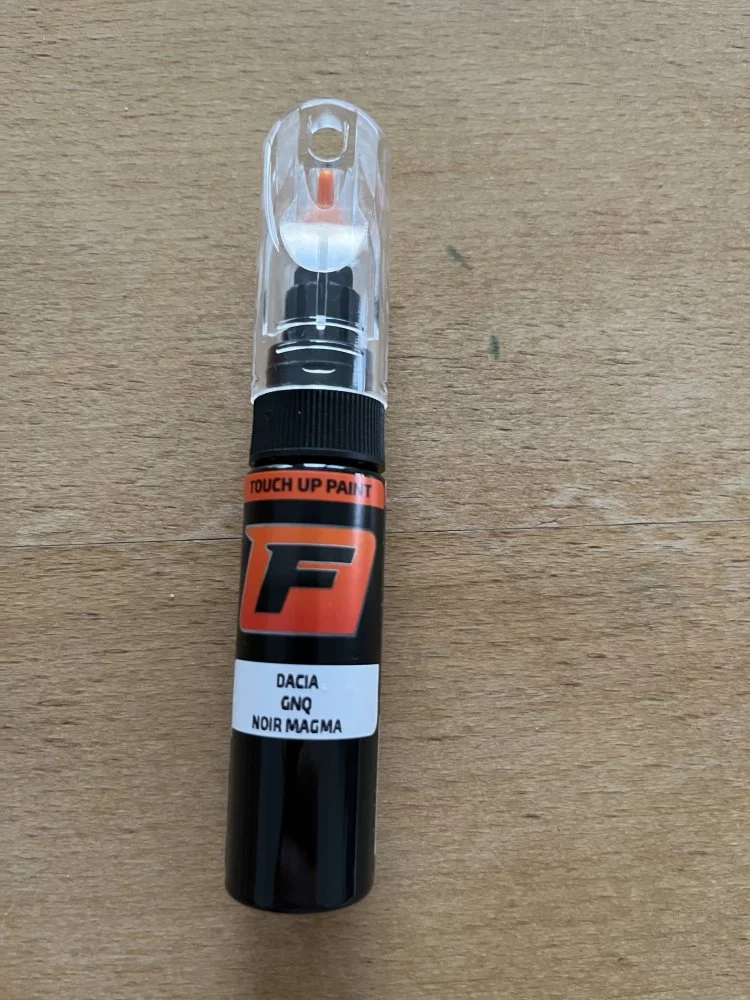 TOUCH UP PAINT
F
DACIA
GNQ
NOIR MAGMA